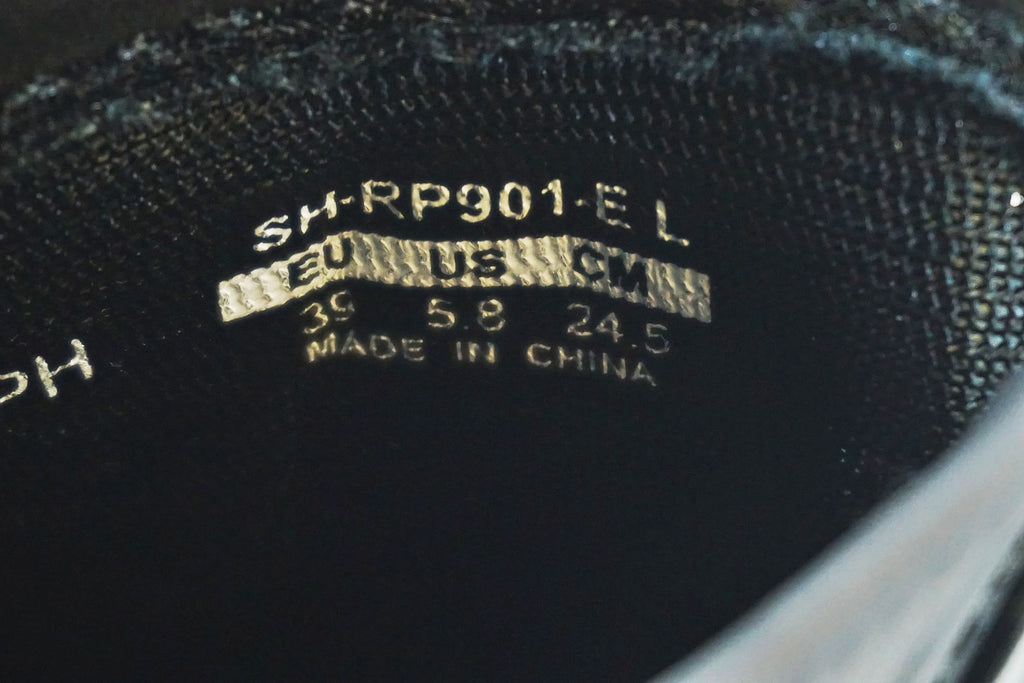 SH-RP901-E L
EU US CM
39 5.8 24.5
MADE IN CHINA